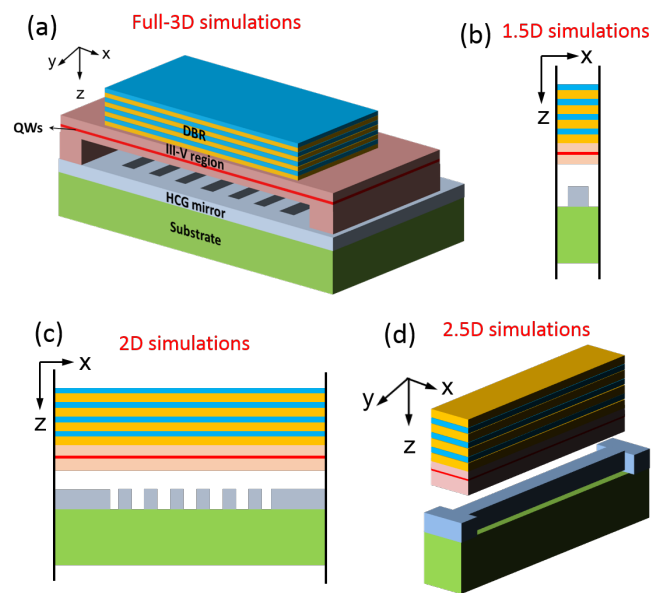 (a)
Full-3D simulations
x
y
z
QWs
DBR
III-V region
HCG mirror
Substrate
(b)
1.5D simulations
x
z
(c)
2D simulations
x
z
(d)
2.5D simulations
x
y
z